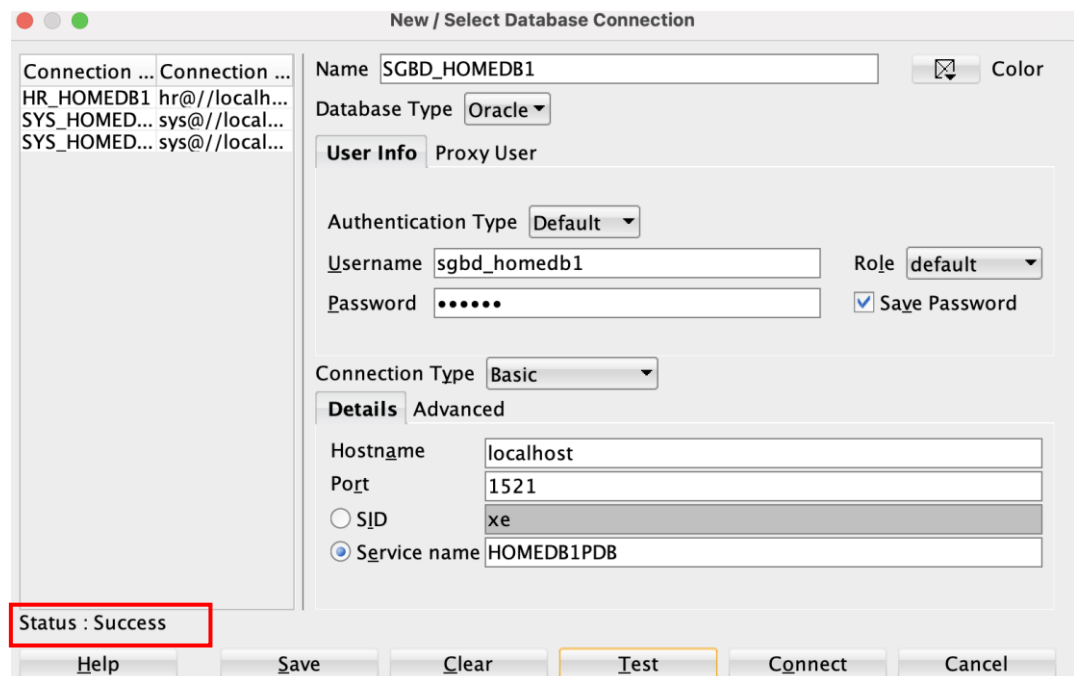 New / Select Database Connection
Connection ... Connection ...
HR_HOMEDB1 hr@//localh...
SYS_HOMED... sys@//local...
SYS_HOMED... sys@//local...
Name SGBD_HOMEDB1 Color
Database Type Oracle
User Info Proxy User
Authentication Type Default
Username sgbd_homedb1 Role default
Password •••••• Save Password
Connection Type Basic
Details Advanced
Hostname localhost
Port 1521
SID xe
Service name HOMEDB1PDB
Status : Success
Help Save Clear Test Connect Cancel